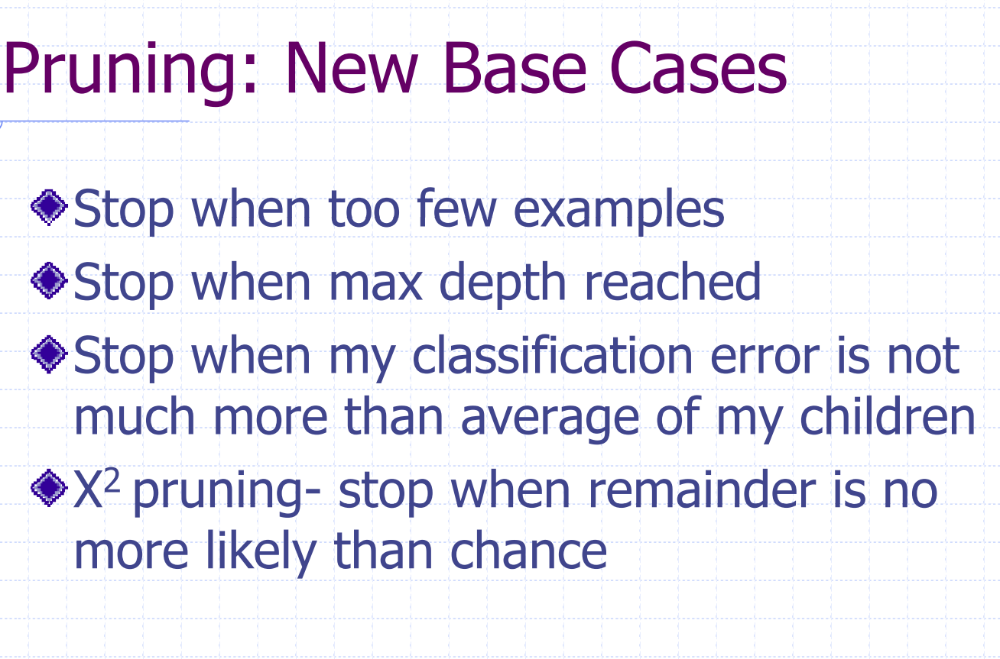 Pruning: New Base Cases
Stop when too few examples
Stop when max depth reached
Stop when my classification error is not
much more than average of my children
X² pruning- stop when remainder is no
more likely than chance